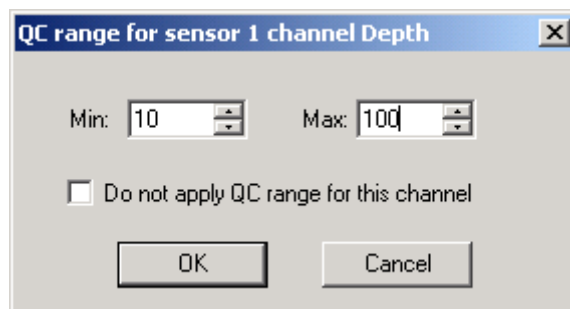 QC range for sensor 1 channel Depth
Min: 10 Max: 100
Do not apply QC range for this channel
OK Cancel